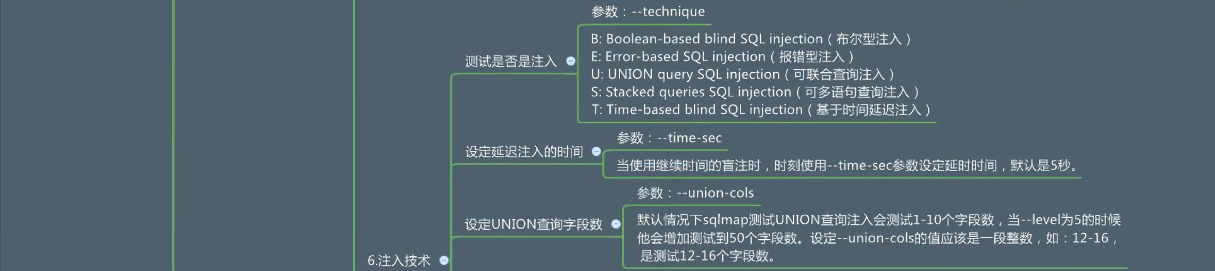 参数：--technique
测试是否是注入
B: Boolean-based blind SQL injection（布尔型注入）
E: Error-based SQL injection（报错型注入）
U: UNION query SQL injection（可联合查询注入）
S: Stacked queries SQL injection（可多语句查询注入）
T: Time-based blind SQL injection（基于时间延迟注入）
设定延迟注入的时间
参数：--time-sec
当使用继续时间的盲注时，时刻使用--time-sec参数设定延时时间，默认是5秒。
设定UNION查询字段数
参数：--union-cols
默认情况下sqlmap测试UNION查询注入会测试1-10个字段数，当--level为5的时候
他会增加测试到50个字段数。设定--union-cols的值应该是一段整数，如：12-16，
是测试12-16个字段数。
6.注入技术